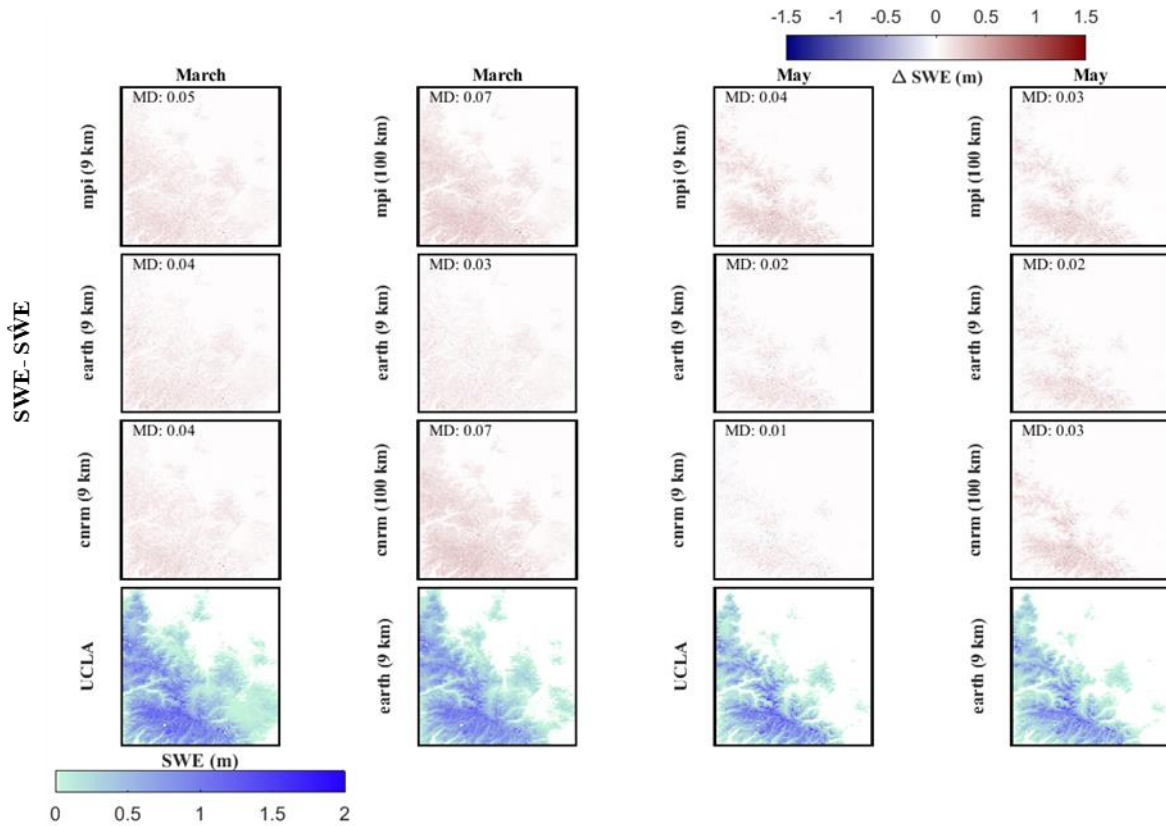 -1.5 -1 -0.5 0 0.5 1 1.5
Δ SWE (m)
March March May May
SWE- SŴE
mpi (9 km) MD: 0.05 mpi (100 km) MD: 0.07 mpi (9 km) MD: 0.04 mpi (100 km) MD: 0.03
earth (9 km) MD: 0.04 earth (9 km) MD: 0.03 earth (9 km) MD: 0.02 earth (9 km) MD: 0.02
cnrm (9 km) MD: 0.04 cnrm (100 km) MD: 0.07 cnrm (9 km) MD: 0.01 cnrm (100 km) MD: 0.03
UCLA earth (9 km) UCLA earth (9 km)
SWE (m)
0 0.5 1 1.5 2